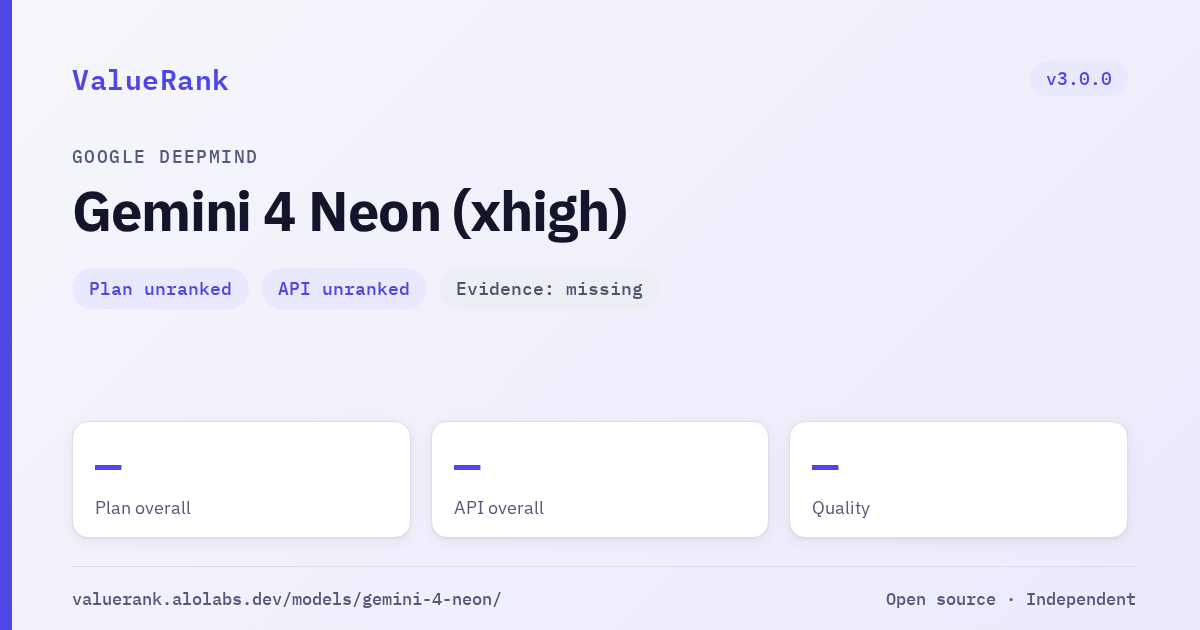 ValueRank
v3.0.0
GOOGLE DEEPMIND
Gemini 4 Neon (xhigh)
Plan unranked
API unranked
Evidence: missing
—
Plan overall
—
API overall
—
Quality
valuerank.alolabs.dev/models/gemini-4-neon/
Open source · Independent